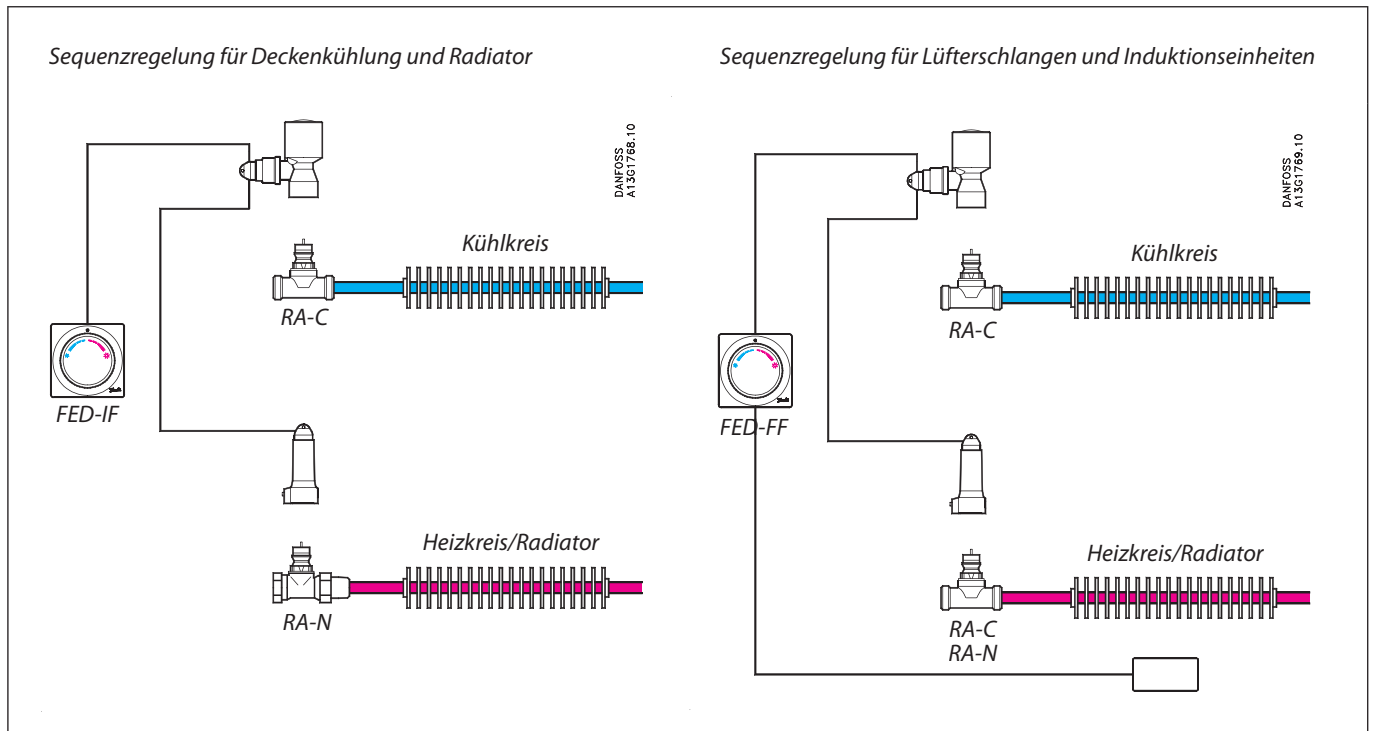 Sequenzregelung für Deckenkühlung und Radiator
DANFOSS
A13G1768.10
Kühlkreis
RA-C
FED-IF
Heizkreis/Radiator
RA-N
Sequenzregelung für Lüfterschlangen und Induktionseinheiten
DANFOSS
A13G1769.10
Kühlkreis
RA-C
FED-FF
Heizkreis/Radiator
RA-C
RA-N